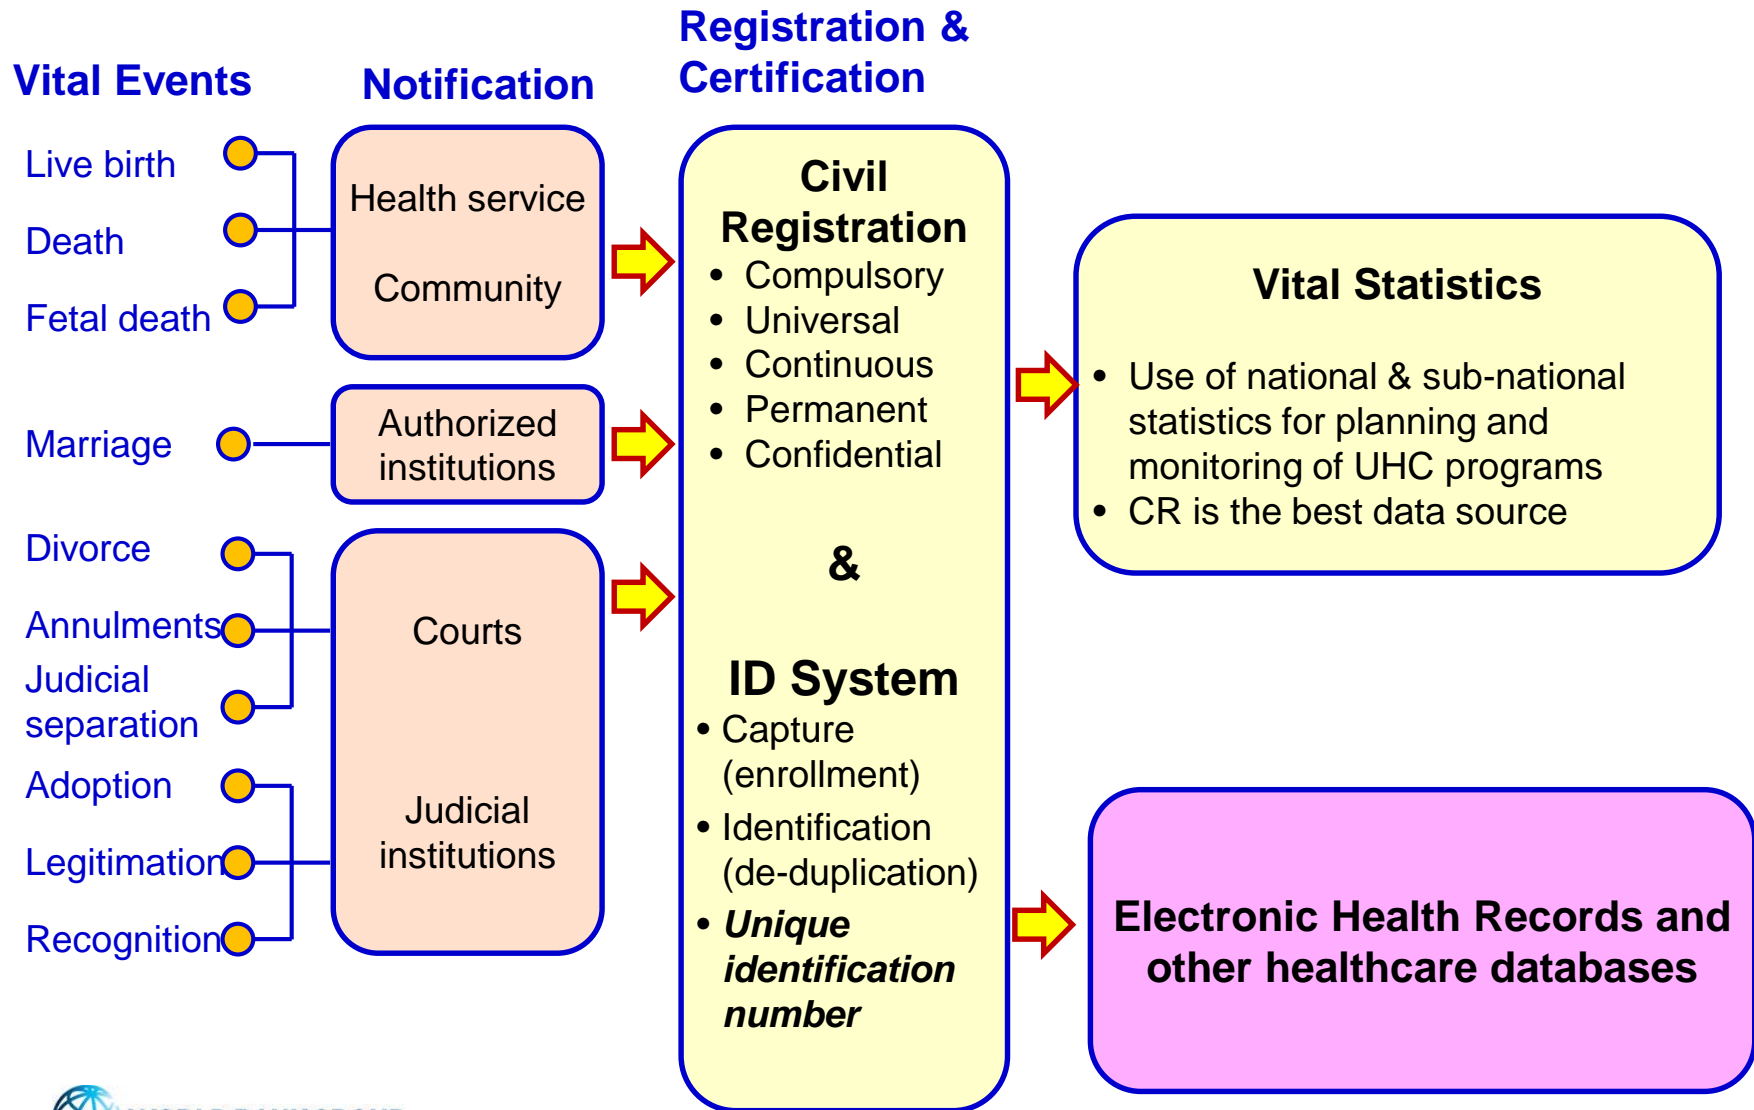 Registration &
Certification
Vital Events
Notification
Live birth
Death
Fetal death
Marriage
Divorce
Annulments
Judicial
separation
Adoption
Legitimation
Recognition
Health service
Community
Authorized
institutions
Courts
Judicial
institutions
Civil
Registration
• Compulsory
• Universal
• Continuous
• Permanent
• Confidential
&
ID System
• Capture
(enrollment)
• Identification
(de-duplication)
• Unique
identification
number
Vital Statistics
• Use of national & sub-national
statistics for planning and
monitoring of UHC programs
• CR is the best data source
Electronic Health Records and
other healthcare databases